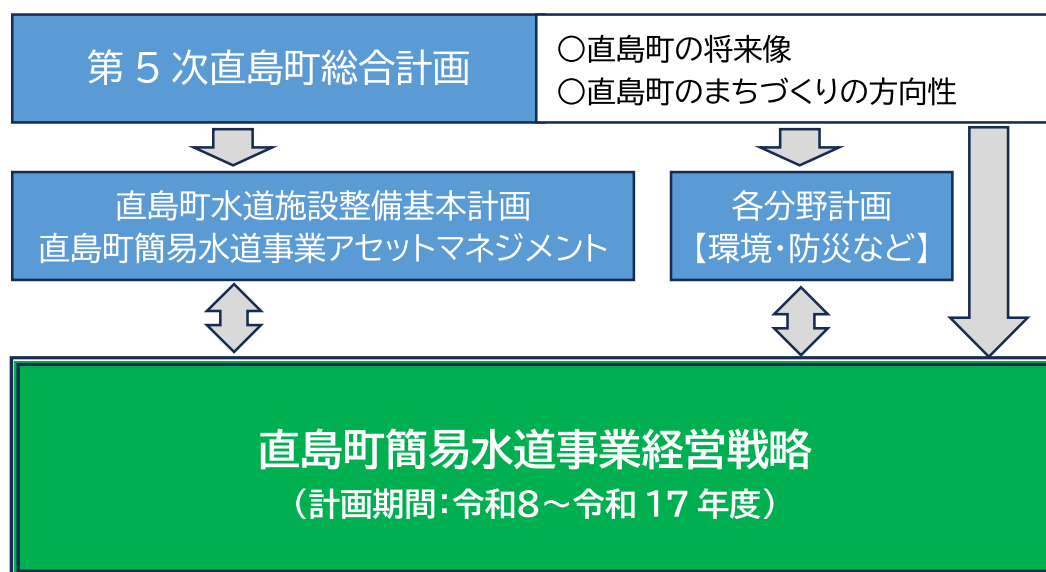 第 5 次直島町総合計画
○直島町の将来像
○直島町のまちづくりの方向性
直島町水道施設整備基本計画
直島町簡易水道事業アセットマネジメント
各分野計画
【環境・防災など】
直島町簡易水道事業経営戦略
（計画期間：令和8～令和 17 年度）